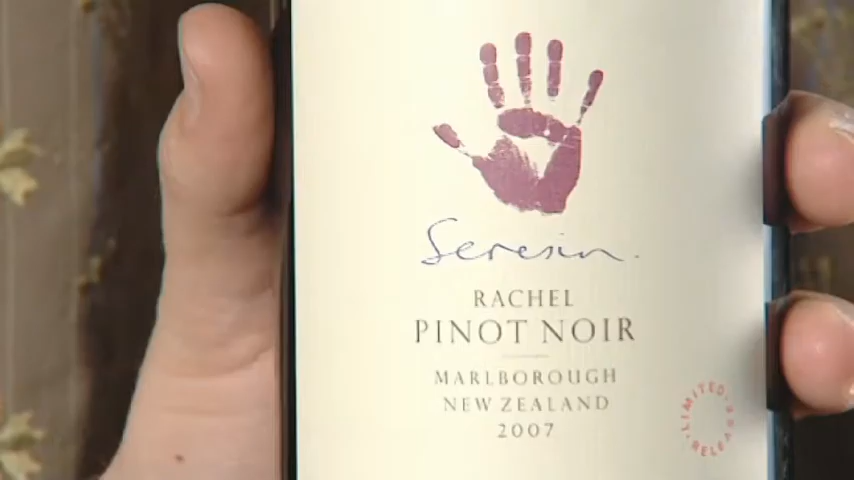 Seresin
RACHEL
PINOT NOIR
MARLBOROUGH
NEW ZEALAND
2007
LIMITED RELEASE